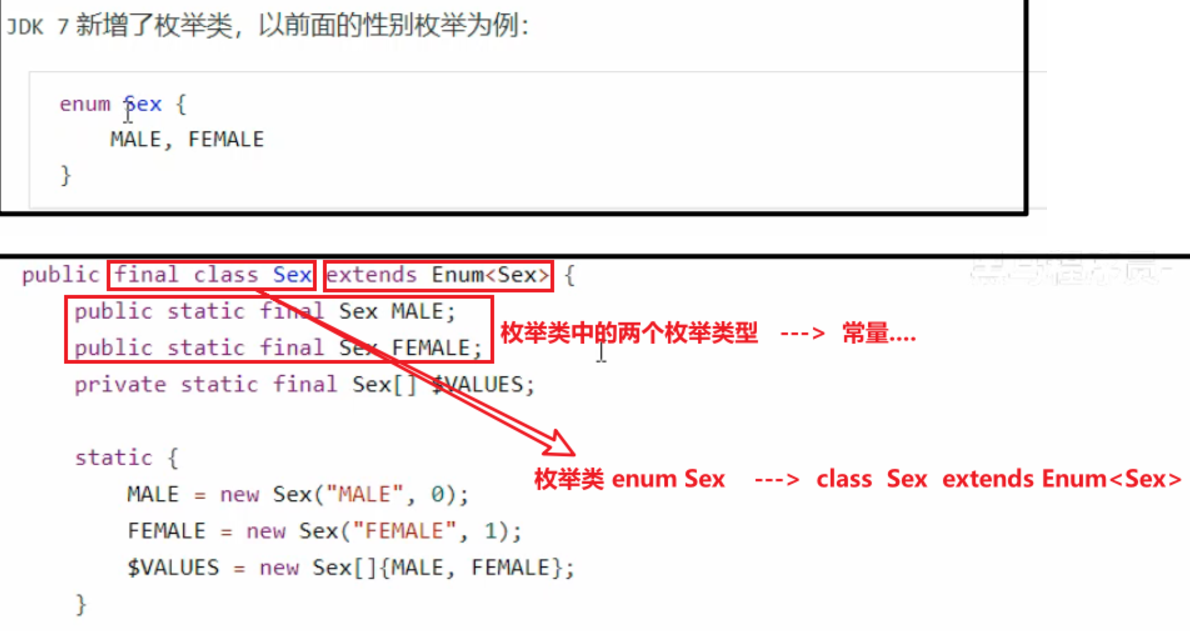 JDK 7 新增了枚举类，以前面的性别枚举为例：
enum Sex {
MALE, FEMALE
}
public final class Sex extends Enum<Sex> {
public static final Sex MALE;
public static final Sex FEMALE;
枚举类中的两个枚举类型 ---> 常量....
private static final Sex[] $VALUES;
static {
枚举类 enum Sex ---> class Sex extends Enum<Sex>
MALE = new Sex("MALE", 0);
FEMALE = new Sex("FEMALE", 1);
$VALUES = new Sex[]{MALE, FEMALE};
}